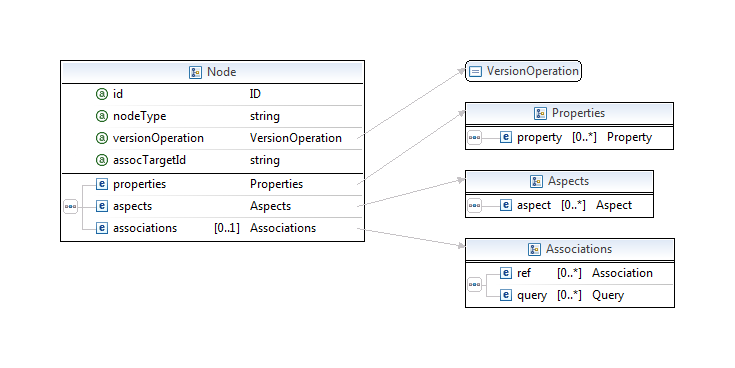 Node
id ID
nodeType string
versionOperation VersionOperation
assocTargetId string
properties Properties
aspects Aspects
associations [0..1] Associations
VersionOperation
Properties
property [0..*] Property
Aspects
aspect [0..*] Aspect
Associations
ref [0..*] Association
query [0..*] Query